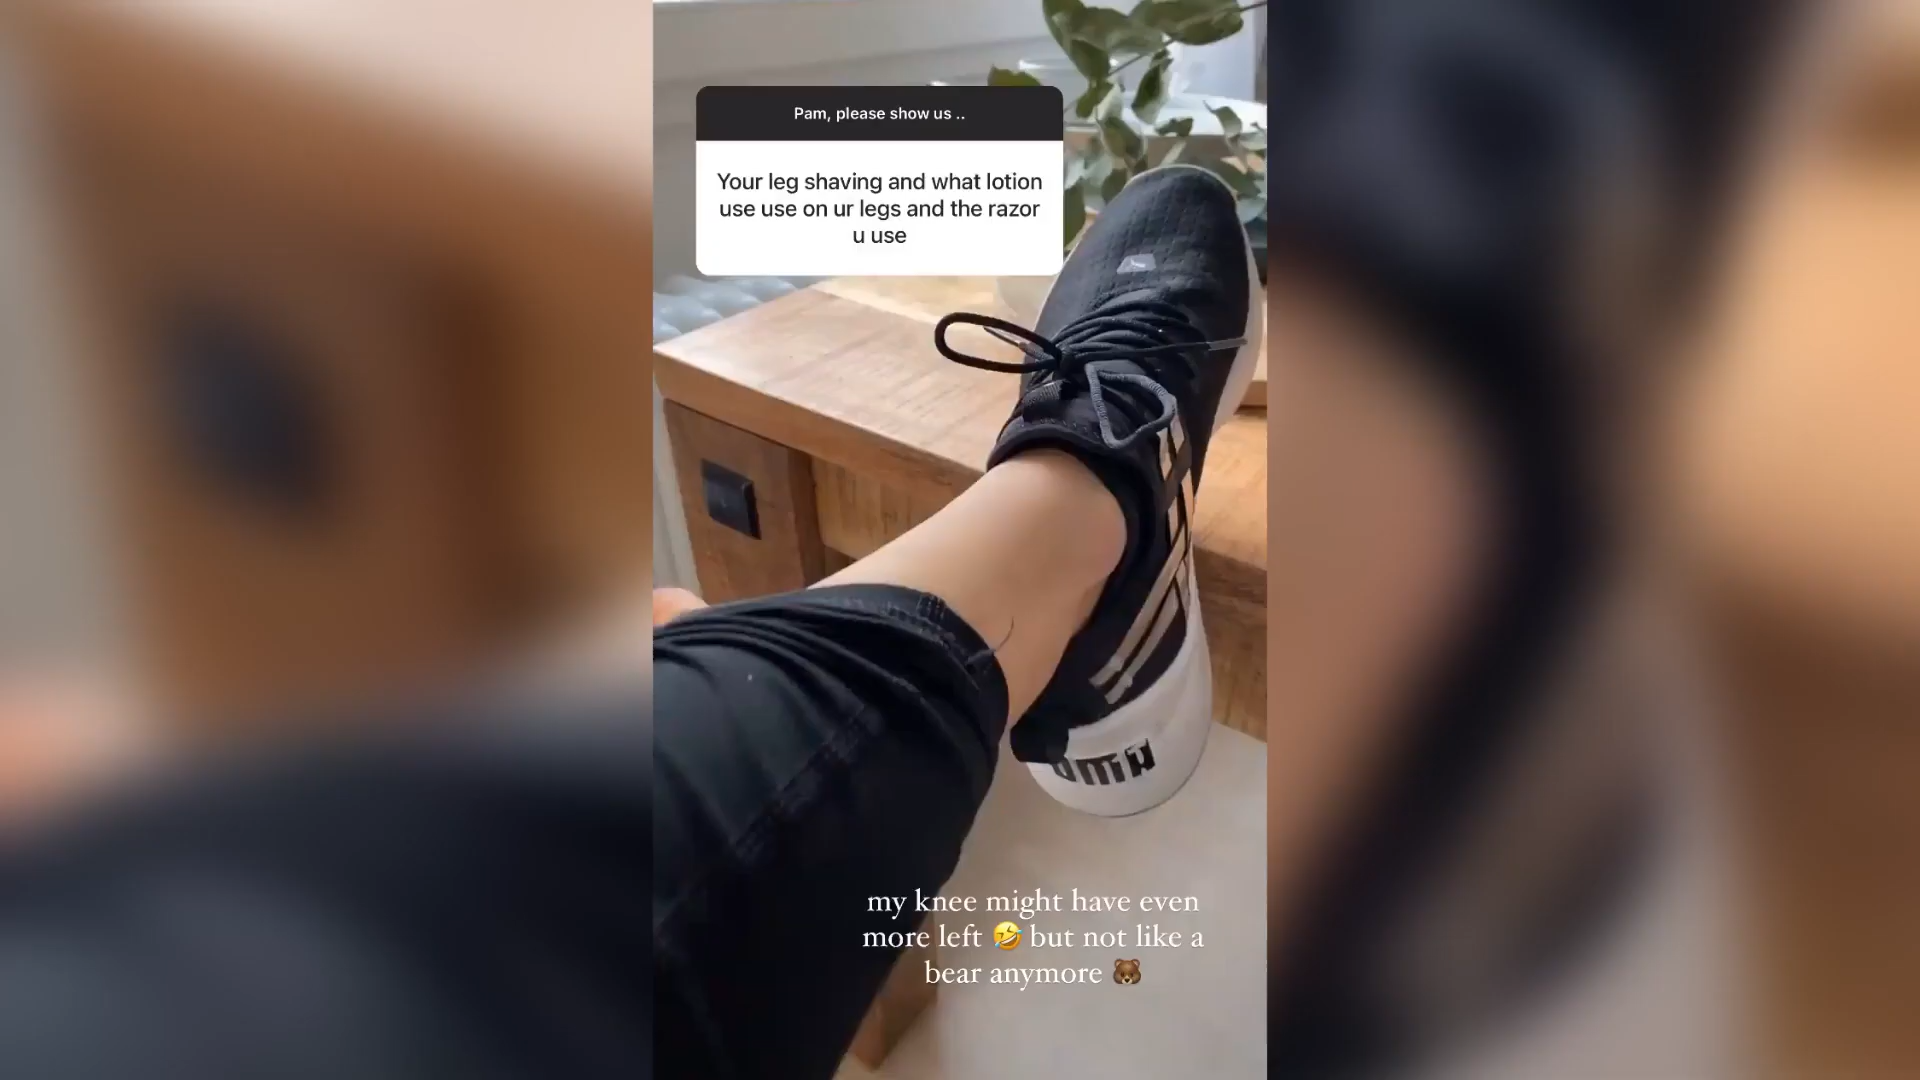 Pam, please show us ..
Your leg shaving and what lotion
use use on ur legs and the razor
u use
PUMA
my knee might have even
more left 🤣 but not like a
bear anymore 🐻